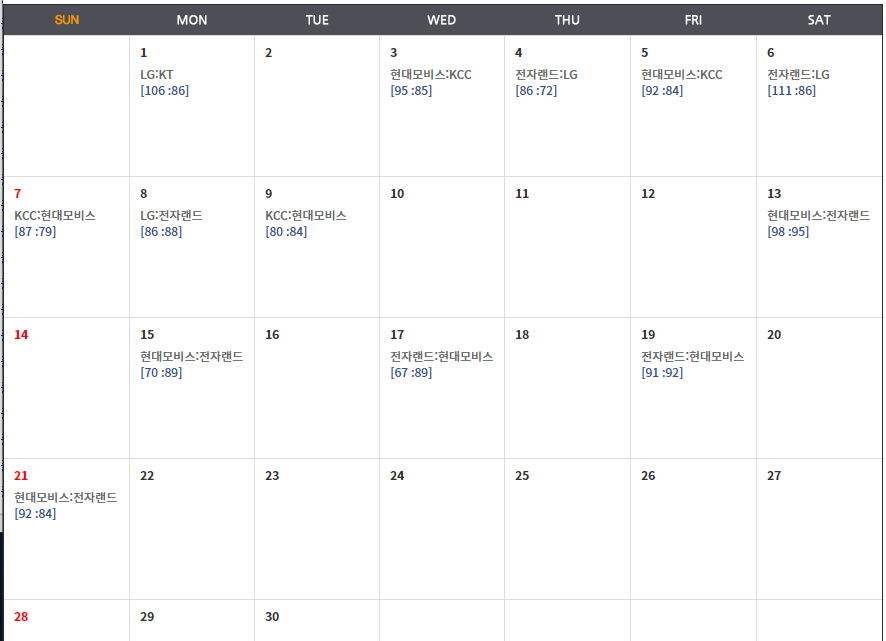 SUN MON TUE WED THU FRI SAT
1 2 3 4 5 6
LG:KT 현대모비스:KCC 전자랜드:LG 현대모비스:KCC 전자랜드:LG
[106 :86] [95 :85] [86 :72] [92 :84] [111 :86]
7 8 9 10 11 12 13
KCC:현대모비스 LG:전자랜드 KCC:현대모비스 현대모비스:전자랜드
[87 :79] [86 :88] [80 :84] [98 :95]
14 15 16 17 18 19 20
현대모비스:전자랜드 전자랜드:현대모비스 전자랜드:현대모비스
[70 :89] [67 :89] [91 :92]
21 22 23 24 25 26 27
현대모비스:전자랜드
[92 :84]
28 29 30